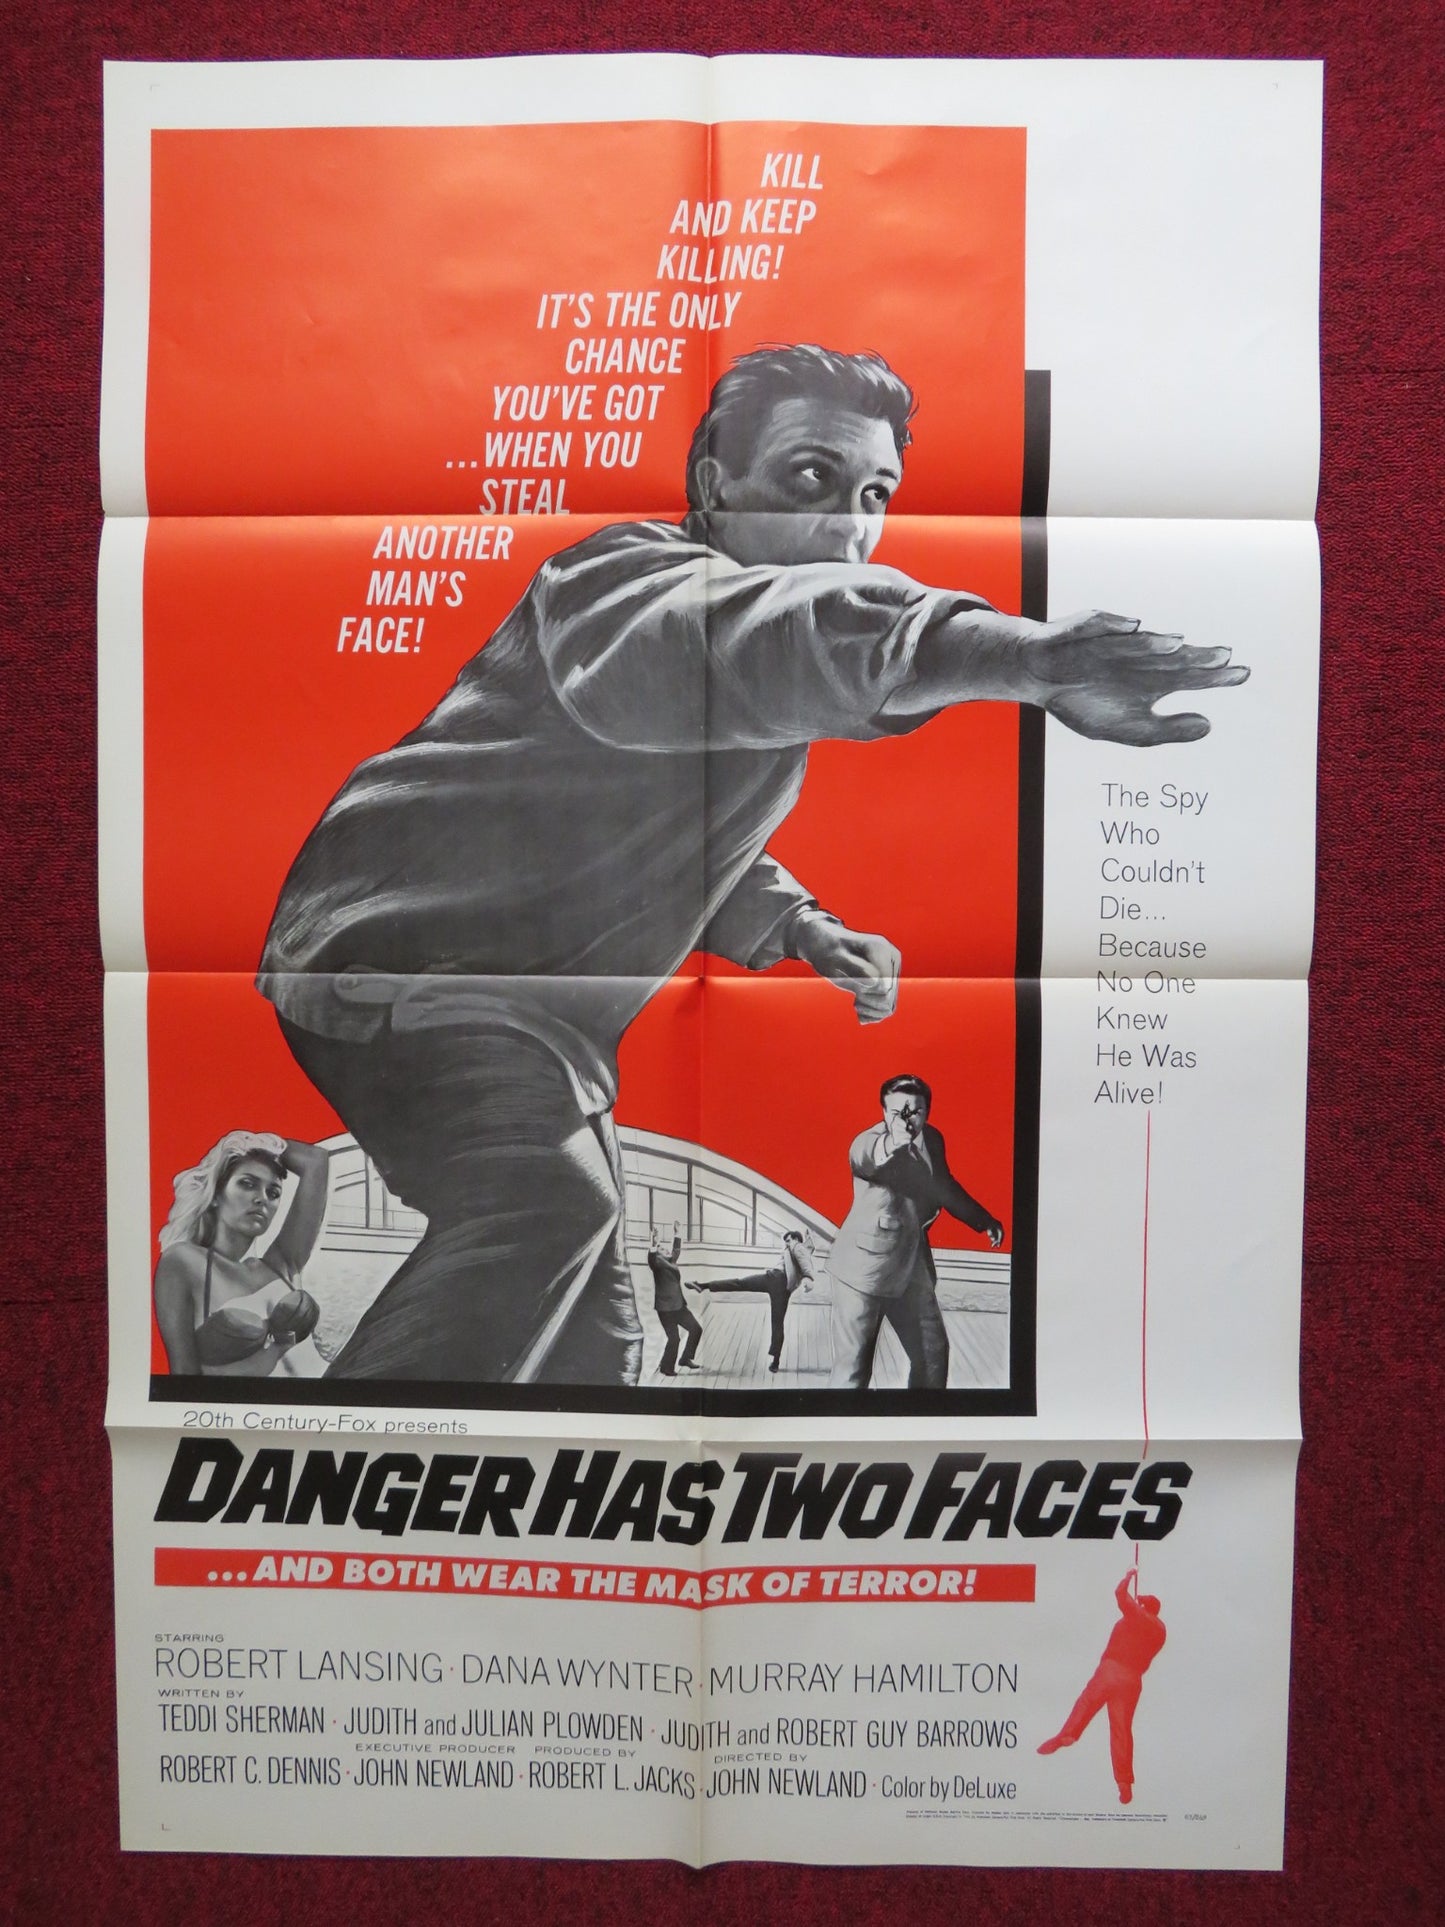 KILL
AND KEEP
KILLING!
IT'S THE ONLY
CHANCE
YOU'VE GOT
...WHEN YOU
STEAL
ANOTHER
MAN'S
FACE!
The Spy
Who
Couldn't
Die...
Because
No One
Knew
He Was
Alive!
20th Century-Fox presents
DANGER HAS TWO FACES
...AND BOTH WEAR THE MASK OF TERROR!
STARRING
ROBERT LANSING · DANA WYNTER · MURRAY HAMILTON
WRITTEN BY
TEDDI SHERMAN · JUDITH and JULIAN PLOWDEN · JUDITH and ROBERT GUY BARROWS
EXECUTIVE PRODUCER PRODUCED BY DIRECTED BY
ROBERT C. DENNIS · JOHN NEWLAND · ROBERT L. JACKS · JOHN NEWLAND · Color by DeLuxe